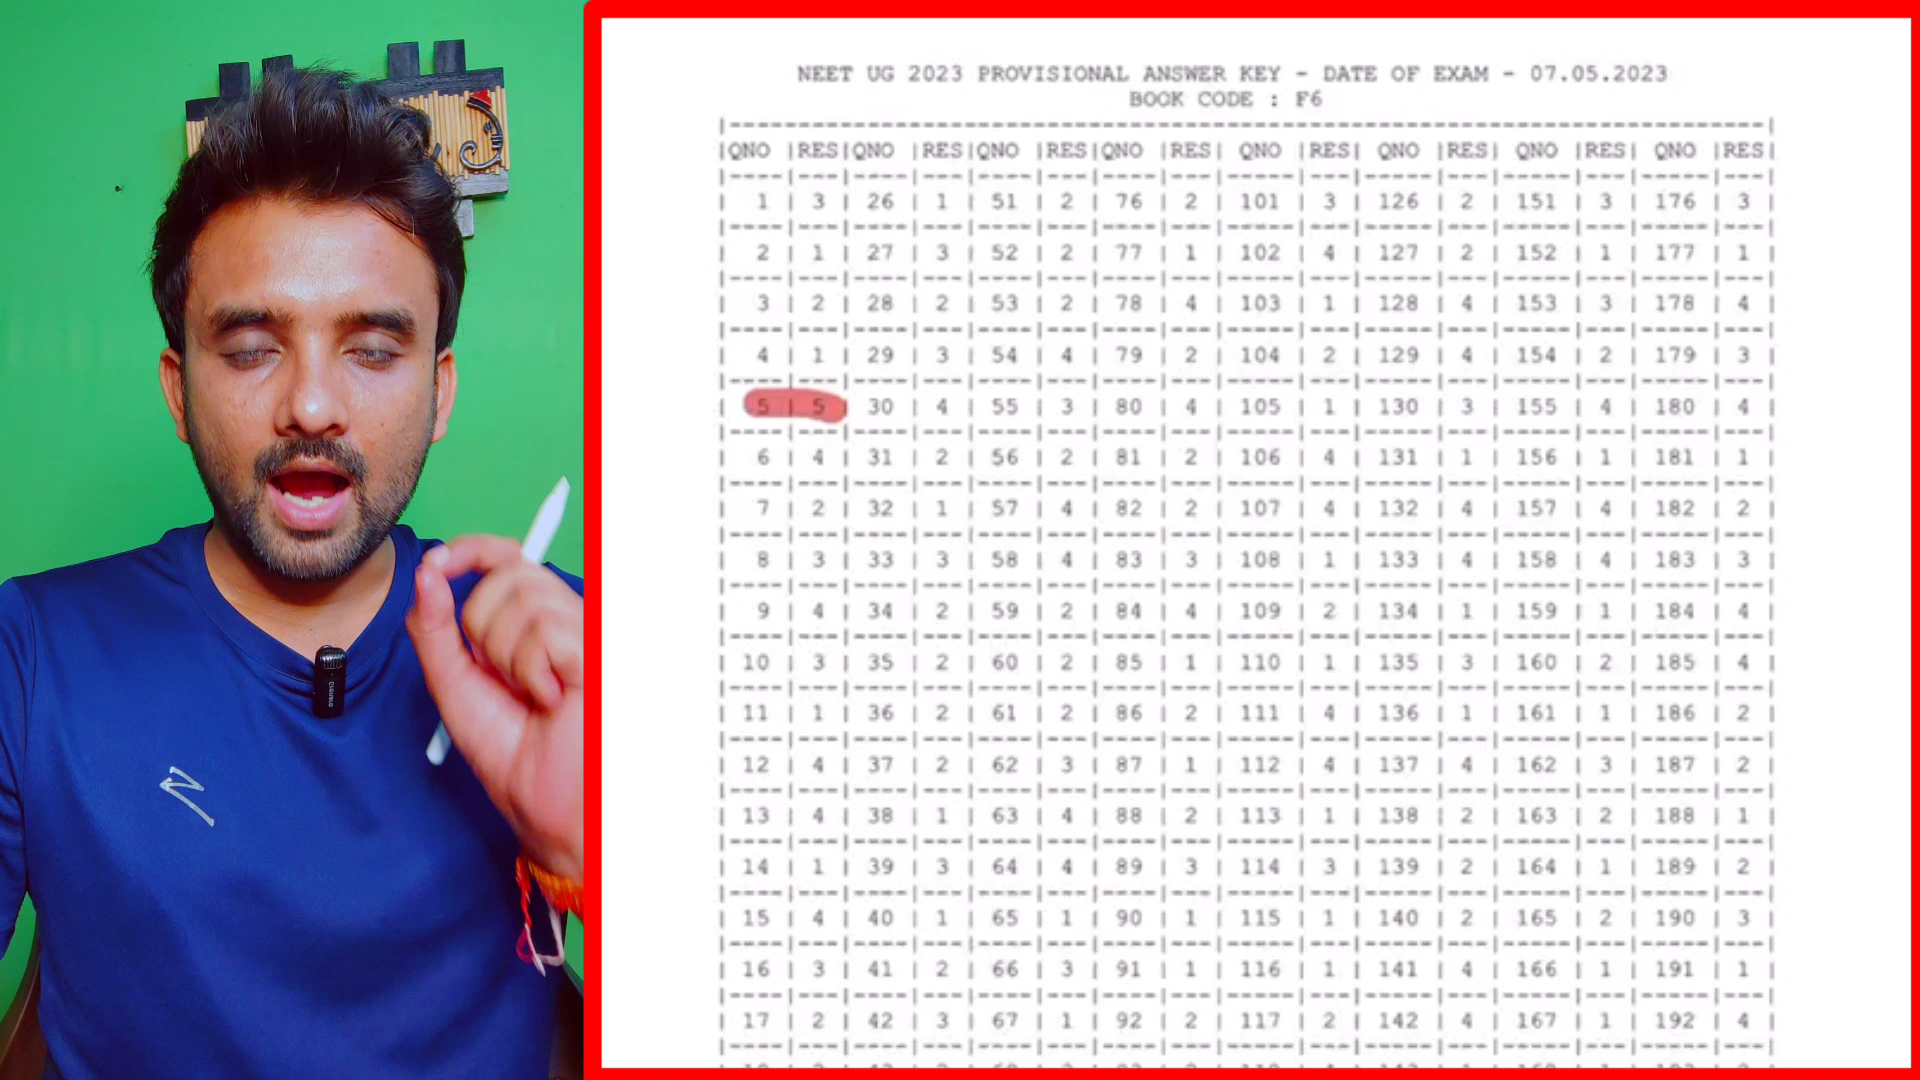 NEET UG 2023 PROVISIONAL ANSWER KEY - DATE OF EXAM - 07.05.2023
BOOK CODE : F6
|QNO |RES|QNO |RES|QNO |RES|QNO |RES| QNO |RES| QNO |RES| QNO |RES| QNO |RES|
| 1 | 3 | 26 | 1 | 51 | 2 | 76 | 2 | 101 | 3 | 126 | 2 | 151 | 3 | 176 | 3 |
| 2 | 1 | 27 | 3 | 52 | 2 | 77 | 1 | 102 | 4 | 127 | 2 | 152 | 1 | 177 | 1 |
| 3 | 2 | 28 | 2 | 53 | 2 | 78 | 4 | 103 | 1 | 128 | 4 | 153 | 3 | 178 | 4 |
| 4 | 1 | 29 | 3 | 54 | 4 | 79 | 2 | 104 | 2 | 129 | 4 | 154 | 2 | 179 | 3 |
| 5 | 5 | 30 | 4 | 55 | 3 | 80 | 4 | 105 | 1 | 130 | 3 | 155 | 4 | 180 | 4 |
| 6 | 4 | 31 | 2 | 56 | 2 | 81 | 2 | 106 | 4 | 131 | 1 | 156 | 1 | 181 | 1 |
| 7 | 2 | 32 | 1 | 57 | 4 | 82 | 2 | 107 | 4 | 132 | 4 | 157 | 4 | 182 | 2 |
| 8 | 3 | 33 | 3 | 58 | 4 | 83 | 3 | 108 | 1 | 133 | 4 | 158 | 4 | 183 | 3 |
| 9 | 4 | 34 | 2 | 59 | 2 | 84 | 4 | 109 | 2 | 134 | 1 | 159 | 1 | 184 | 4 |
| 10 | 3 | 35 | 2 | 60 | 2 | 85 | 1 | 110 | 1 | 135 | 3 | 160 | 2 | 185 | 4 |
| 11 | 1 | 36 | 2 | 61 | 2 | 86 | 2 | 111 | 4 | 136 | 1 | 161 | 1 | 186 | 2 |
| 12 | 4 | 37 | 2 | 62 | 3 | 87 | 1 | 112 | 4 | 137 | 4 | 162 | 3 | 187 | 2 |
| 13 | 4 | 38 | 1 | 63 | 4 | 88 | 2 | 113 | 1 | 138 | 2 | 163 | 2 | 188 | 1 |
| 14 | 1 | 39 | 3 | 64 | 4 | 89 | 3 | 114 | 3 | 139 | 2 | 164 | 1 | 189 | 2 |
| 15 | 4 | 40 | 1 | 65 | 1 | 90 | 1 | 115 | 1 | 140 | 2 | 165 | 2 | 190 | 3 |
| 16 | 3 | 41 | 2 | 66 | 3 | 91 | 1 | 116 | 1 | 141 | 4 | 166 | 1 | 191 | 1 |
| 17 | 2 | 42 | 3 | 67 | 1 | 92 | 2 | 117 | 2 | 142 | 4 | 167 | 1 | 192 | 4 |